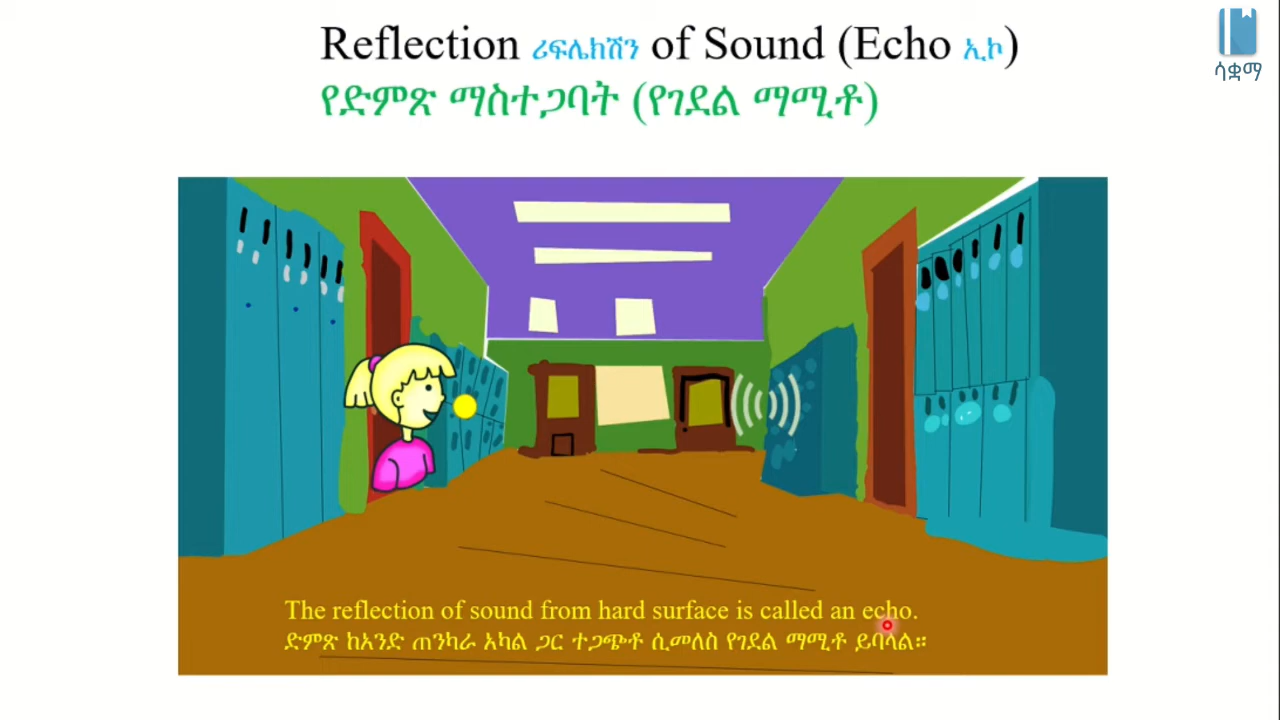 Reflection ሪፍሌክሽን of Sound (Echo ኢኮ)
የድምጽ ማስተጋባት (የገደል ማሚቶ)
ሳቋማ
The reflection of sound from hard surface is called an echo.
ድምጽ ከአንድ ጠንካራ አካል ጋር ተጋጭቶ ሲመለስ የገደል ማሚቶ ይባላል።